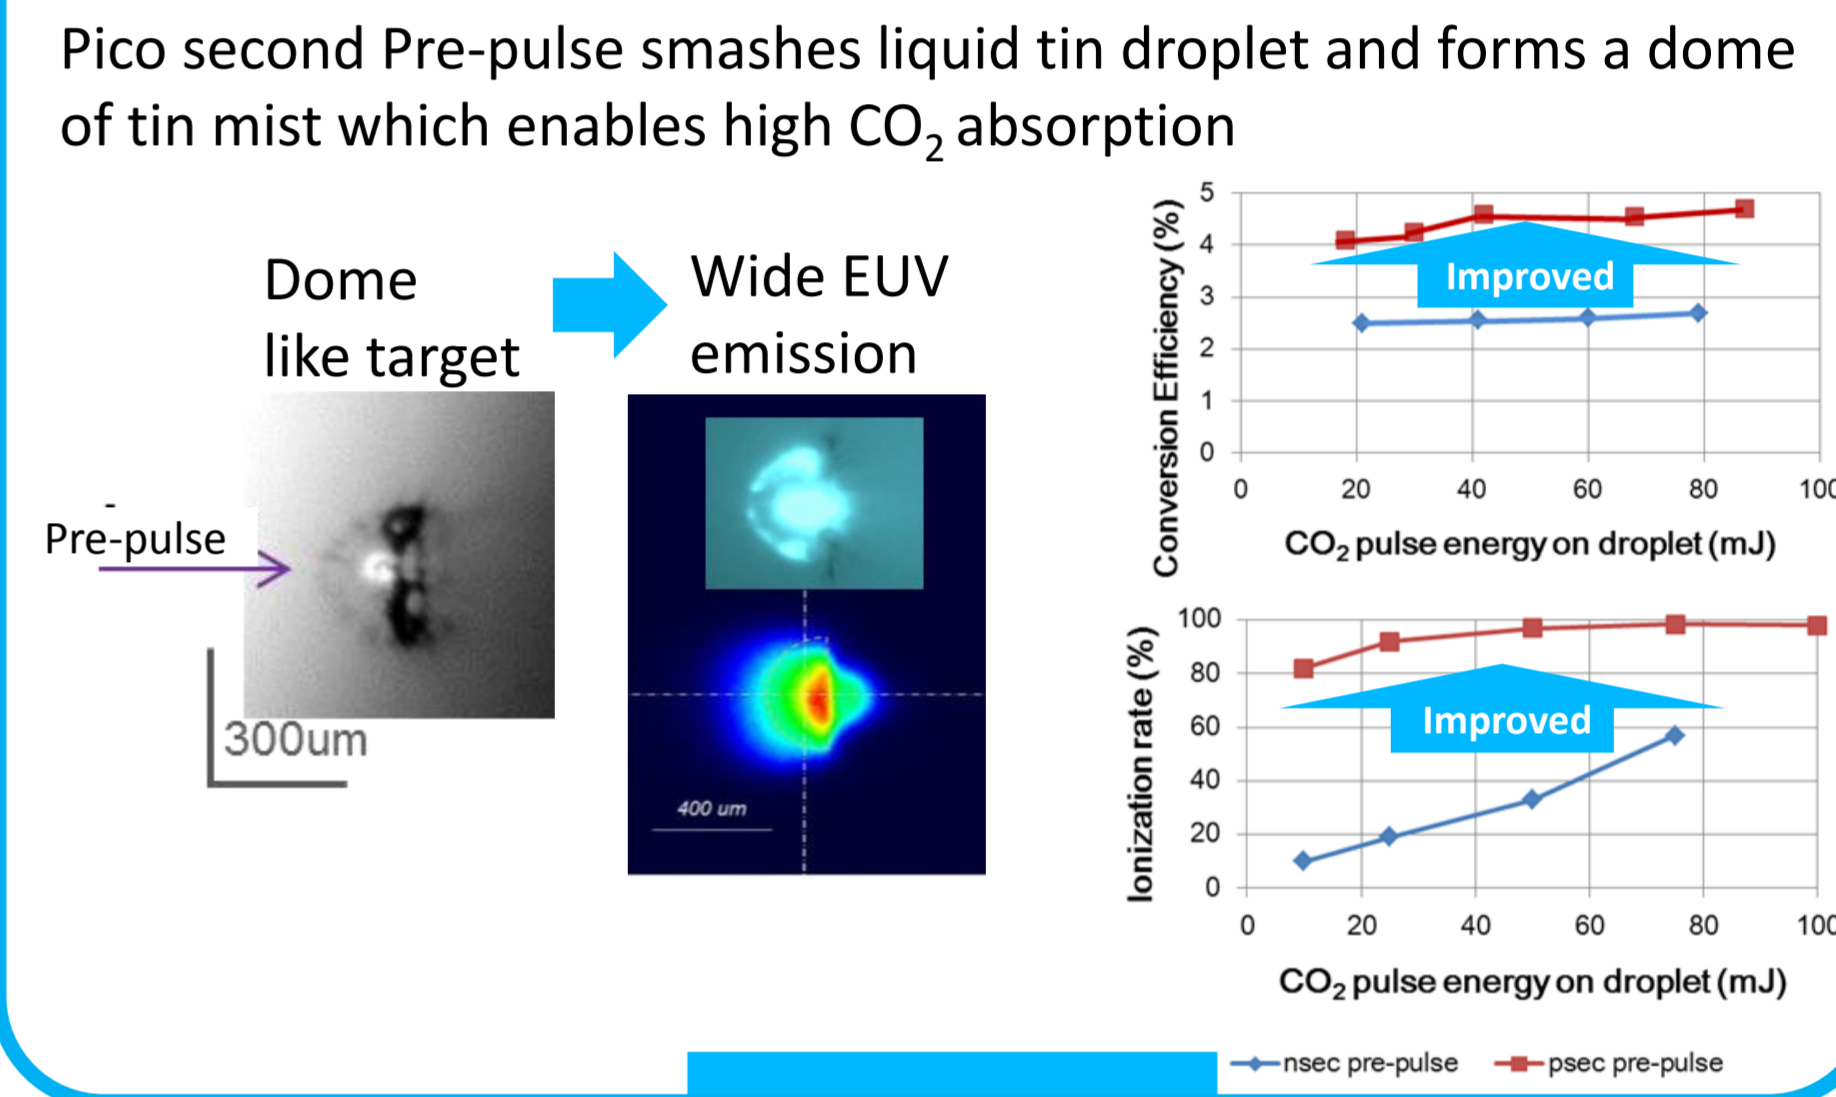 Pico second Pre-pulse smashes liquid tin droplet and forms a dome
of tin mist which enables high CO₂ absorption
Dome
like target
Wide EUV
emission
Pre-pulse
300um
400 um
Conversion Efficiency (%)
5
4
3
2
1
0
Improved
0 20 40 60 80 100
CO₂ pulse energy on droplet (mJ)
Ionization rate (%)
100
80
60
40
20
0
Improved
0 20 40 60 80 100
CO₂ pulse energy on droplet (mJ)
nsec pre-pulse psec pre-pulse